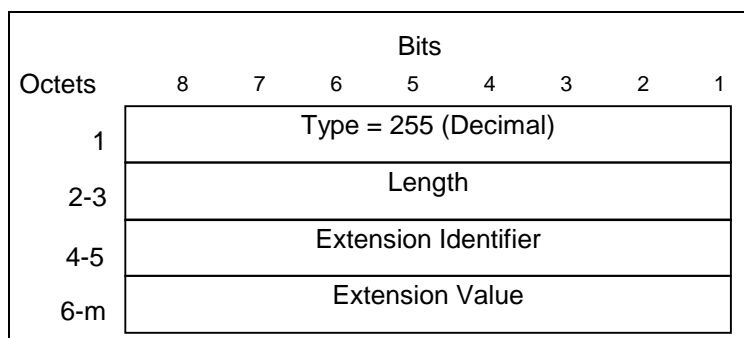 Bits
Octets 8 7 6 5 4 3 2 1
1 Type = 255 (Decimal)
2-3 Length
4-5 Extension Identifier
6-m Extension Value